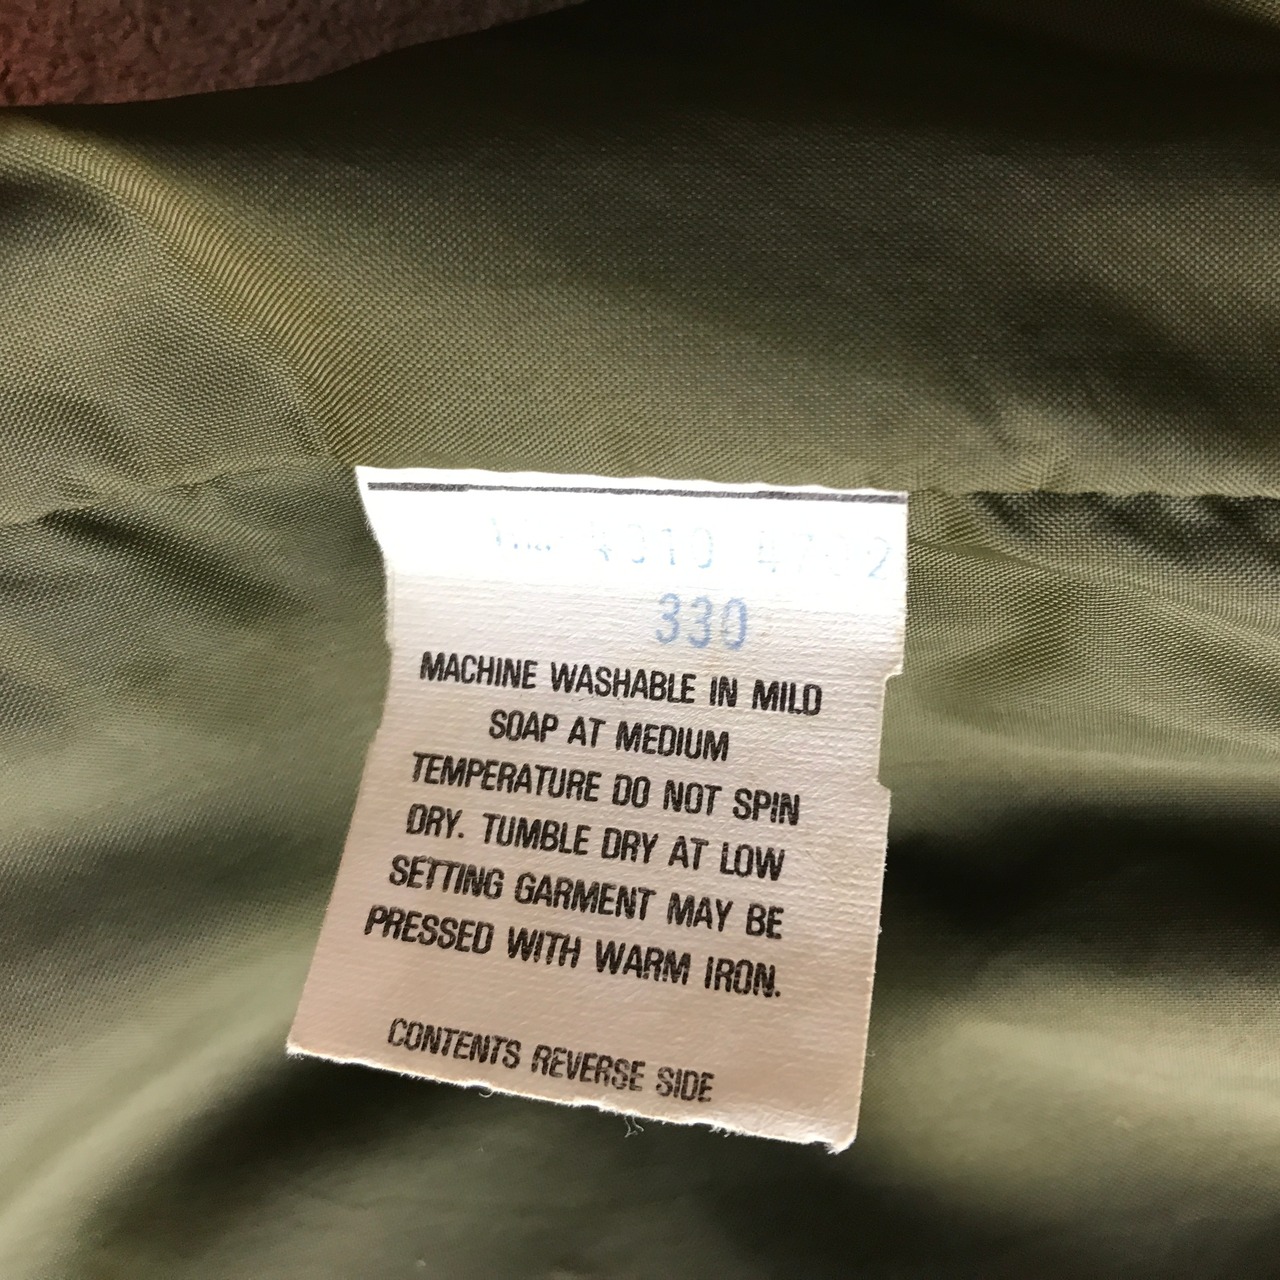 330
MACHINE WASHABLE IN MILD
SOAP AT MEDIUM
TEMPERATURE DO NOT SPIN
DRY. TUMBLE DRY AT LOW
SETTING GARMENT MAY BE
PRESSED WITH WARM IRON.
CONTENTS REVERSE SIDE